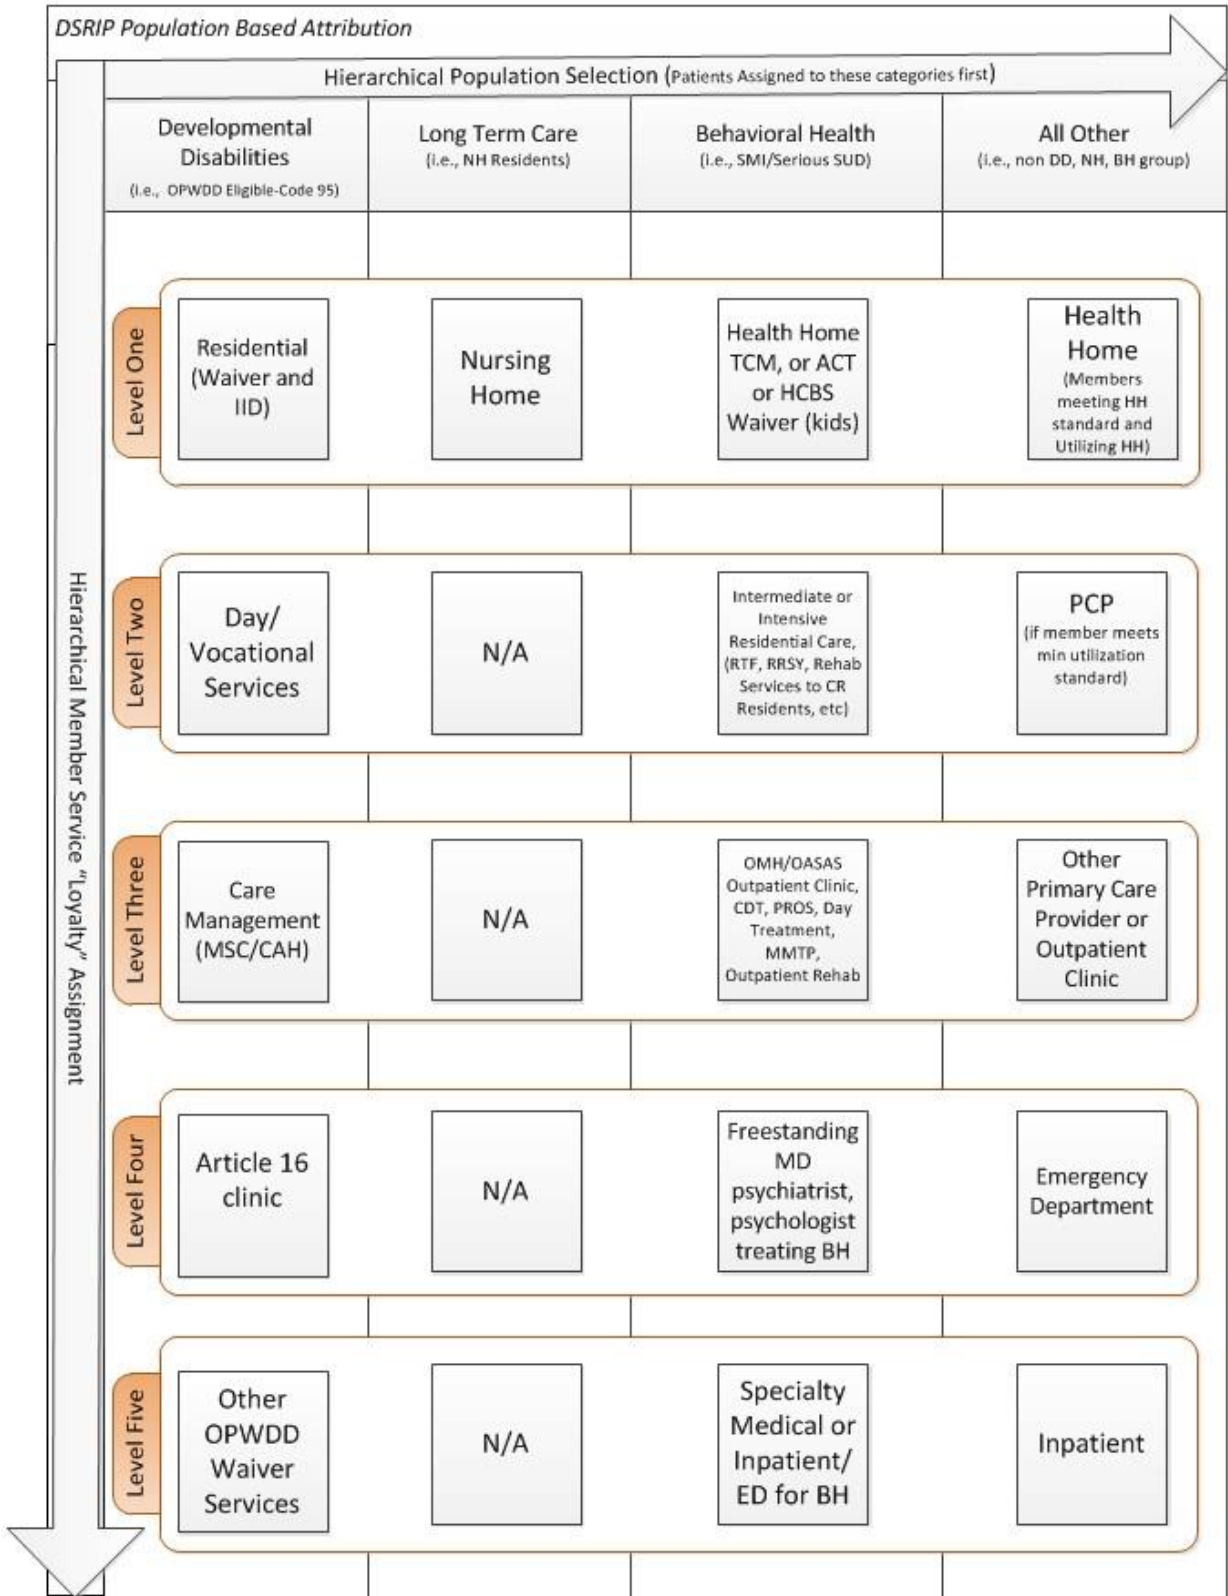 DSRIP Population Based Attribution
Hierarchical Population Selection (Patients Assigned to these categories first)
Developmental
Disabilities
(i.e., OPWDD Eligible-Code 95)
Long Term Care
(i.e., NH Residents)
Behavioral Health
(i.e., SMI/Serious SUD)
All Other
(i.e., non DD, NH, BH group)
Hierarchical Member Service "Loyalty" Assignment
Level One
Residential
(Waiver and
IID)
Nursing
Home
Health Home
TCM, or ACT
or HCBS
Waiver (kids)
Health
Home
(Members
meeting HH
standard and
Utilizing HH)
Level Two
Day/
Vocational
Services
N/A
Intermediate or
Intensive
Residential Care,
(RTF, RRSY, Rehab
Services to CR
Residents, etc)
PCP
(if member meets
min utilization
standard)
Level Three
Care
Management
(MSC/CAH)
N/A
OMH/OASAS
Outpatient Clinic,
CDT, PROS, Day
Treatment,
MMTP,
Outpatient Rehab
Other
Primary Care
Provider or
Outpatient
Clinic
Level Four
Article 16
clinic
N/A
Freestanding
MD
psychiatrist,
psychologist
treating BH
Emergency
Department
Level Five
Other
OPWDD
Waiver
Services
N/A
Specialty
Medical or
Inpatient/
ED for BH
Inpatient